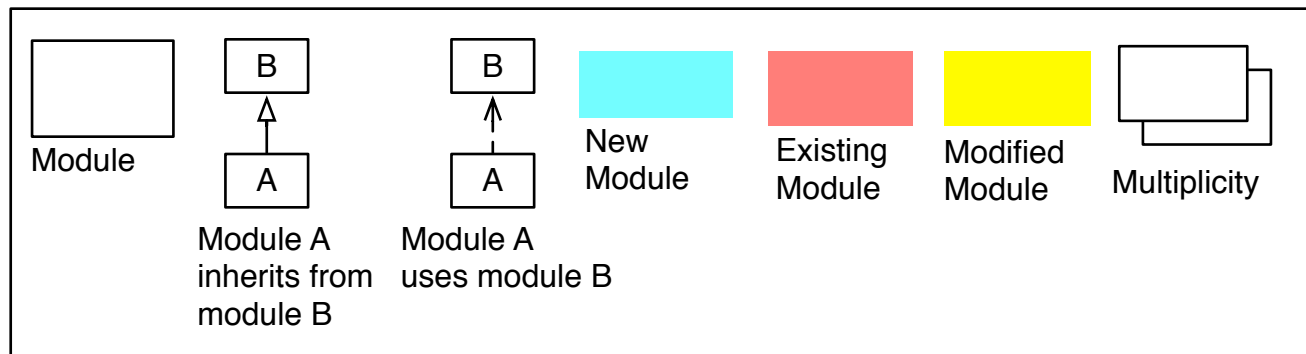 Module
B
A
Module A
inherits from
module B
B
A
Module A
uses module B
New
Module
Existing
Module
Modified
Module
Multiplicity